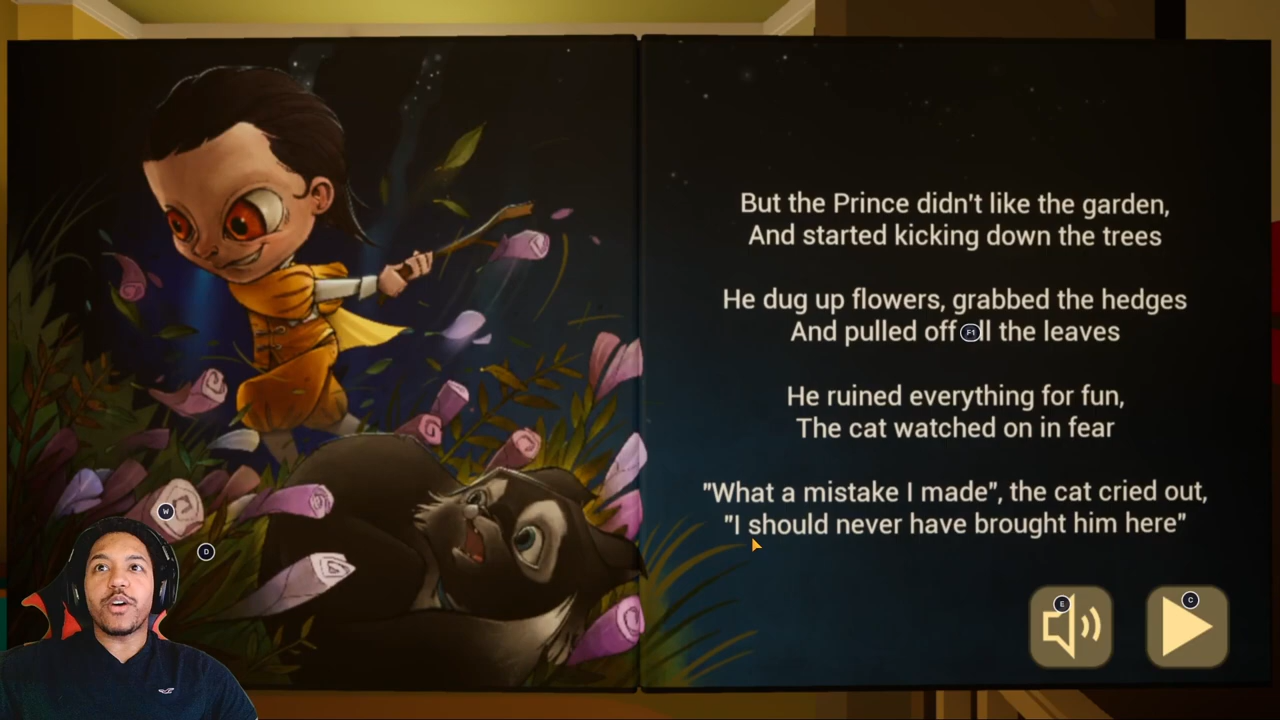 But the Prince didn't like the garden,
And started kicking down the trees
He dug up flowers, grabbed the hedges
And pulled off ll the leaves
He ruined everything for fun,
The cat watched on in fear
"What a mistake I made", the cat cried out,
"I should never have brought him here"
F1
W
D
E
C